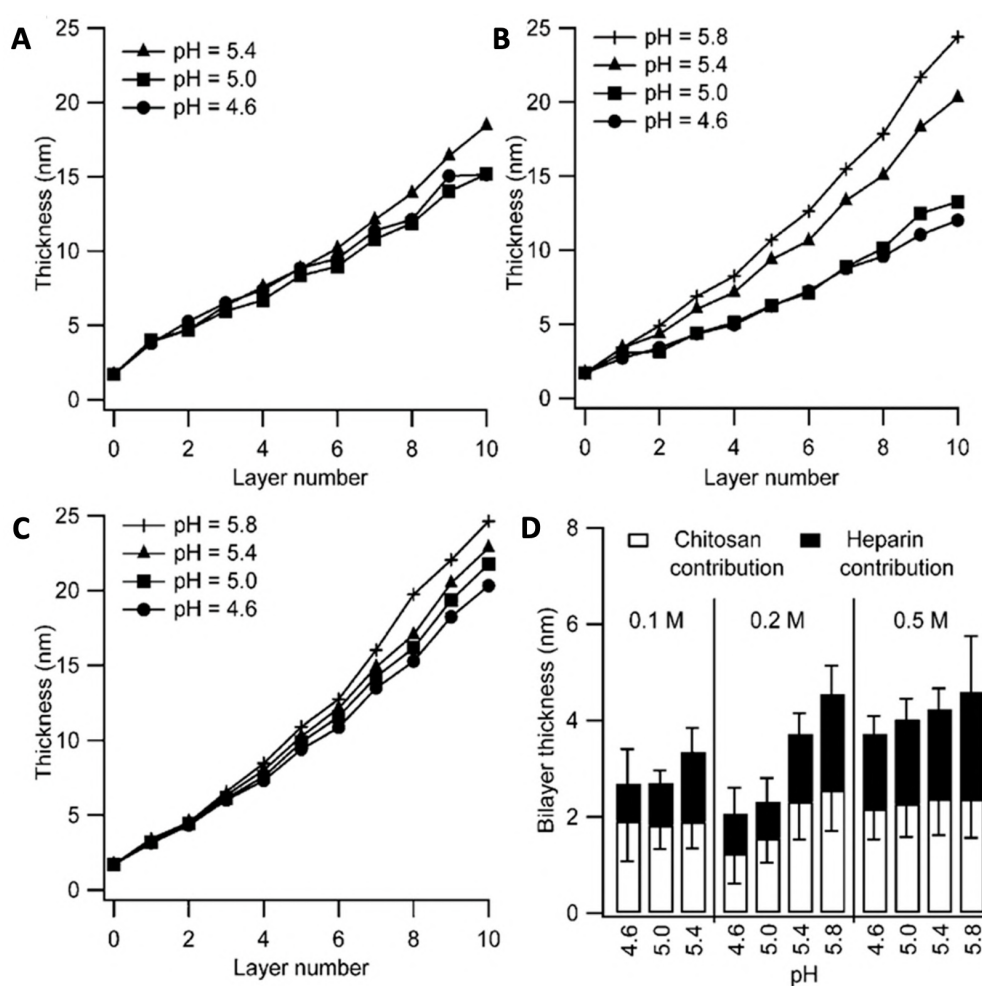 A
pH = 5.4
pH = 5.0
pH = 4.6
Thickness (nm)
25
20
15
10
5
0
0 2 4 6 8 10
Layer number
B
pH = 5.8
pH = 5.4
pH = 5.0
pH = 4.6
Thickness (nm)
25
20
15
10
5
0
0 2 4 6 8 10
Layer number
C
pH = 5.8
pH = 5.4
pH = 5.0
pH = 4.6
Thickness (nm)
25
20
15
10
5
0
0 2 4 6 8 10
Layer number
D
Chitosan
contribution
Heparin
contribution
0.1 M 0.2 M 0.5 M
Bilayer thickness (nm)
8
6
4
2
0
4.6 5.0 5.4 4.6 5.0 5.4 5.8 4.6 5.0 5.4 5.8
pH